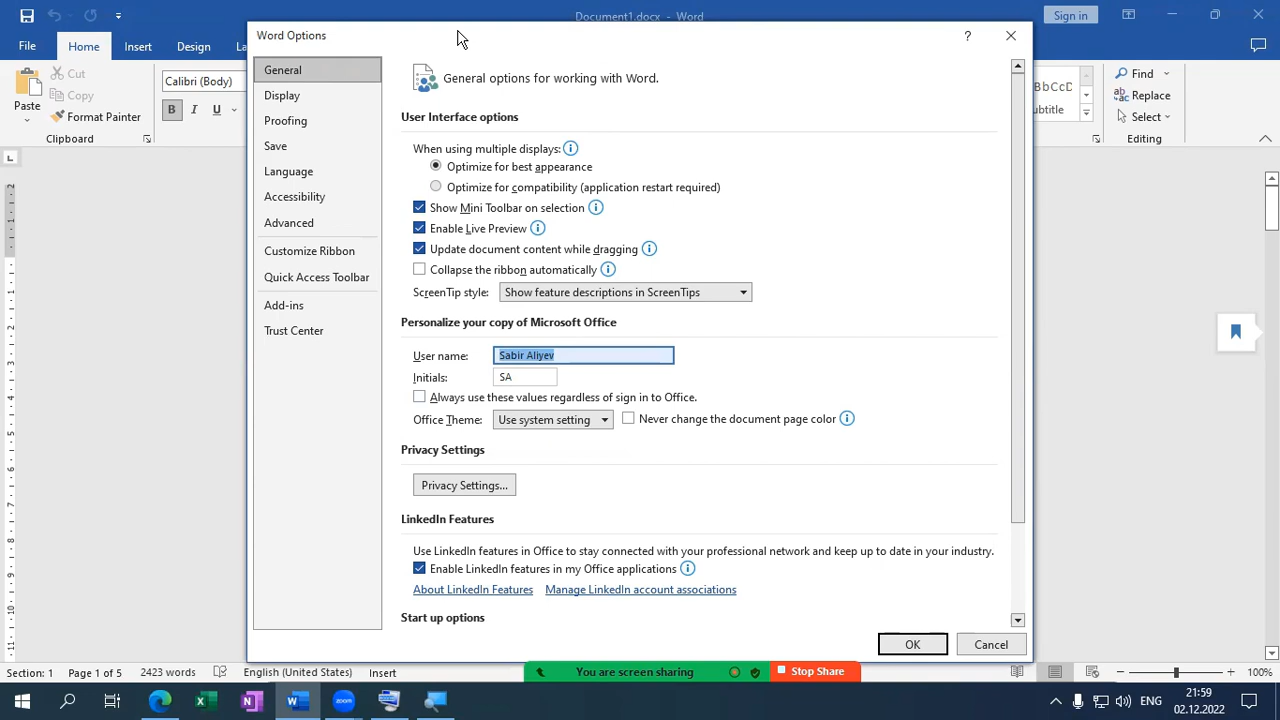 Document1.docx - Word
Sign in
Word Options
?
File
Home
Insert
Design
Paste
Cut
Copy
Format Painter
Clipboard
Calibri (Body)
B I U
General
Display
Proofing
Save
Language
Accessibility
Advanced
Customize Ribbon
Quick Access Toolbar
Add-ins
Trust Center
General options for working with Word.
User Interface options
When using multiple displays:
Optimize for best appearance
Optimize for compatibility (application restart required)
Show Mini Toolbar on selection
Enable Live Preview
Update document content while dragging
Collapse the ribbon automatically
ScreenTip style: Show feature descriptions in ScreenTips
Personalize your copy of Microsoft Office
User name: Sabir Aliyev
Initials: SA
Always use these values regardless of sign in to Office.
Office Theme: Use system setting Never change the document page color
Privacy Settings
Privacy Settings...
LinkedIn Features
Use LinkedIn features in Office to stay connected with your professional network and keep up to date in your industry.
Enable LinkedIn features in my Office applications
About LinkedIn Features Manage LinkedIn account associations
Start up options
OK Cancel
Find
Replace
Select
Editing
Section: 1 Page 1 of 5 2423 words English (United States) Insert
You are screen sharing Stop Share
100%
ENG
21:59
02.12.2022